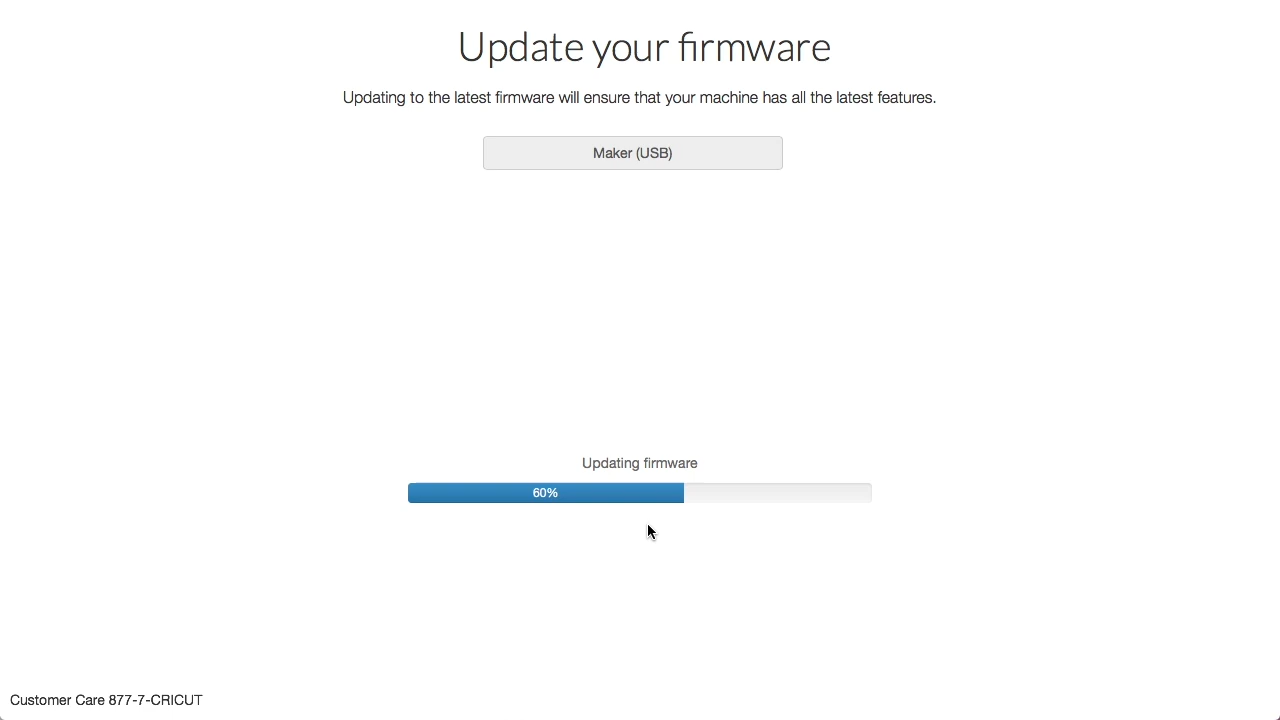 Update your firmware
Updating to the latest firmware will ensure that your machine has all the latest features.
Maker (USB)
Updating firmware
60%
Customer Care 877-7-CRICUT